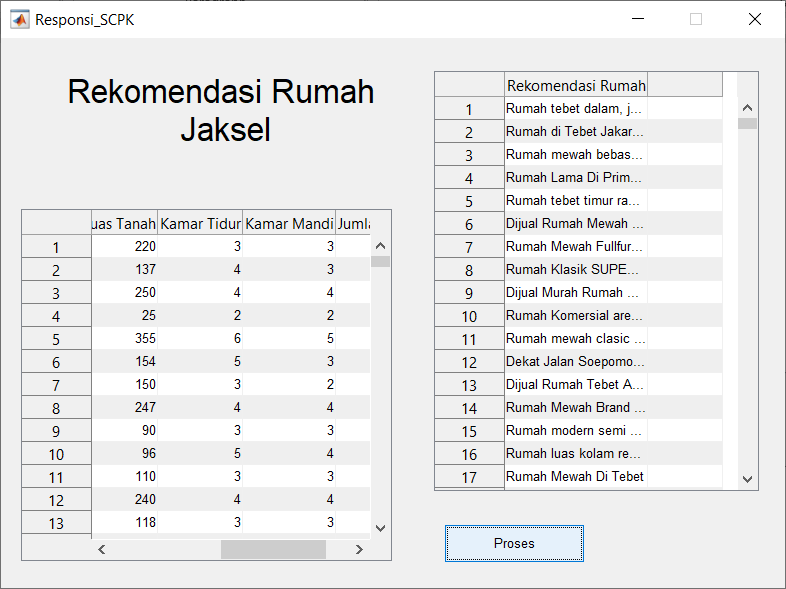 Responsi_SCPK
Rekomendasi Rumah
Jaksel
uas Tanah Kamar Tidur Kamar Mandi Jumla
1 220 3 3
2 137 4 3
3 250 4 4
4 25 2 2
5 355 6 5
6 154 5 3
7 150 3 2
8 247 4 4
9 90 3 3
10 96 5 4
11 110 3 3
12 240 4 4
13 118 3 3
Rekomendasi Rumah
1 Rumah tebet dalam, j...
2 Rumah di Tebet Jakar...
3 Rumah mewah bebas...
4 Rumah Lama Di Prim...
5 Rumah tebet timur ra...
6 Dijual Rumah Mewah ...
7 Rumah Mewah Fullfur...
8 Rumah Klasik SUPE...
9 Dijual Murah Rumah ...
10 Rumah Komersial are...
11 Rumah mewah clasic ...
12 Dekat Jalan Soepomo...
13 Dijual Rumah Tebet A...
14 Rumah Mewah Brand ...
15 Rumah modern semi ...
16 Rumah luas kolam re...
17 Rumah Mewah Di Tebet
Proses